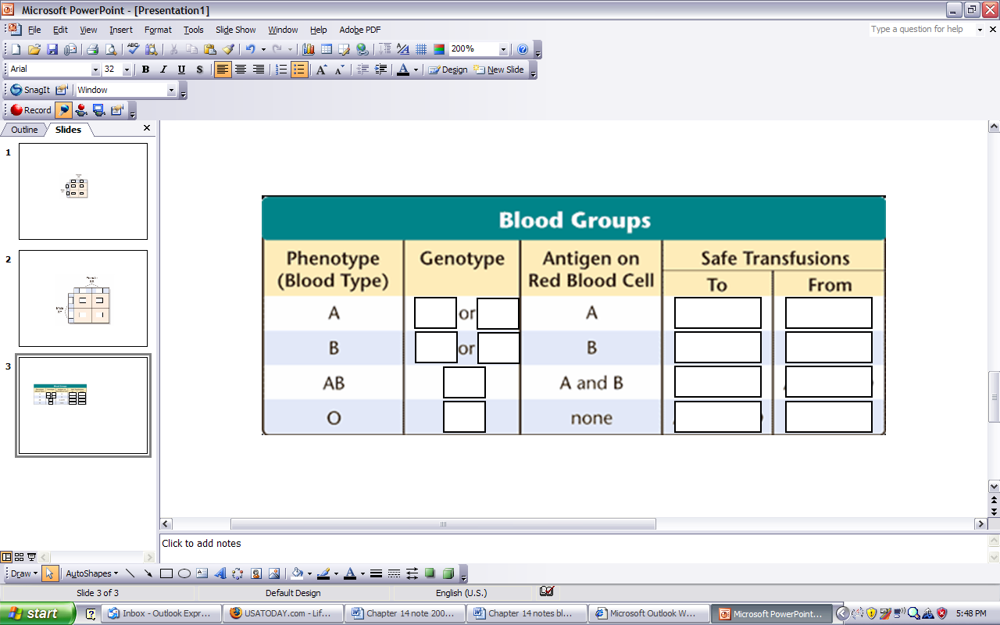 Microsoft PowerPoint - [Presentation1]
File Edit View Insert Format Tools Slide Show Window Help Adobe PDF
Type a question for help
200%
Arial 32 B I U S Design New Slide
SnagIt Window
Record
Outline Slides
1
2
3
Blood Groups
Phenotype (Blood Type)
Genotype
Antigen on Red Blood Cell
Safe Transfusions
To From
A or A
B or B
AB A and B
O none
Click to add notes
Draw AutoShapes
Slide 3 of 3 Default Design English (U.S.)
start Inbox - Outlook Expr... USATODAY.com - Lif... Chapter 14 note 200... Chapter 14 notes bl... Microsoft Outlook W... Microsoft PowerPoint... 5:48 PM